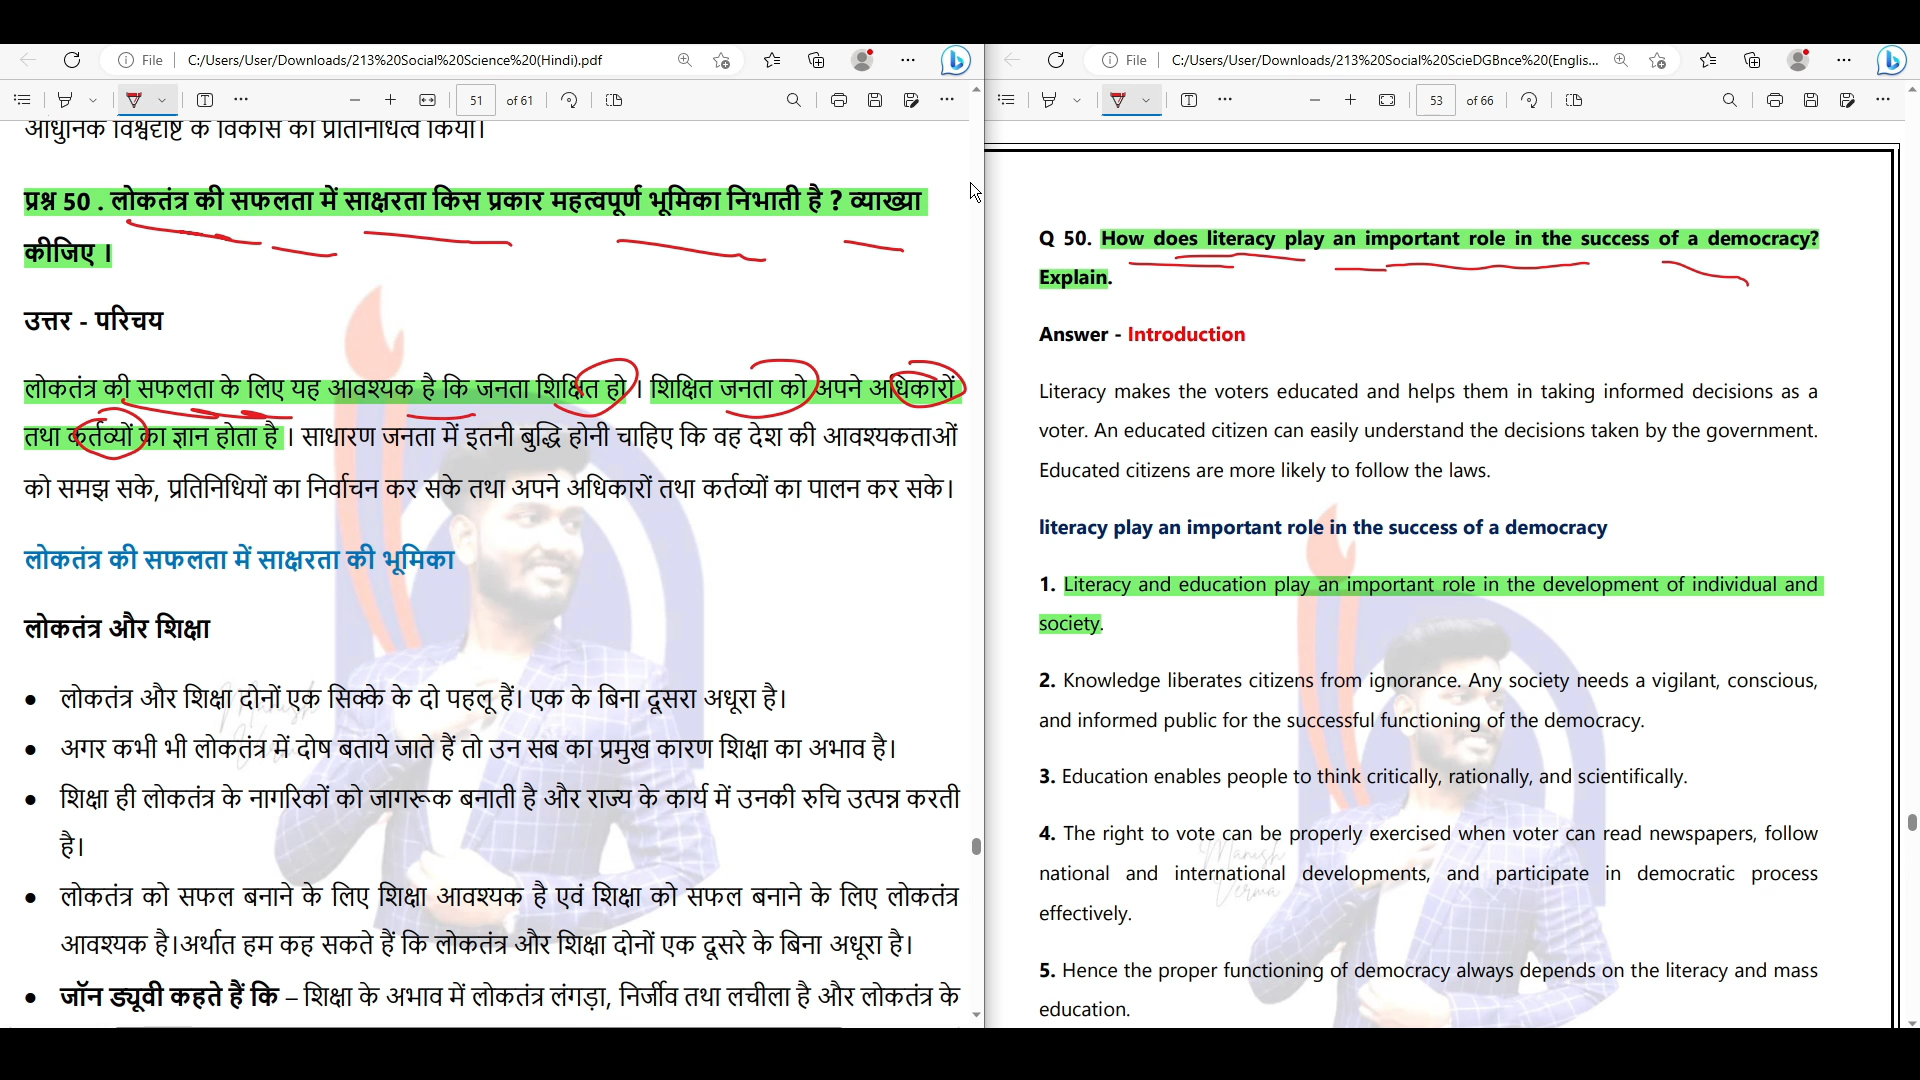 File
C:/Users/User/Downloads/213%20Social%20Science%20(Hindi).pdf
51 of 61
आधुनिक विश्वदृष्टि के विकास का प्रतिनिधित्व किया।
प्रश्न 50 . लोकतंत्र की सफलता में साक्षरता किस प्रकार महत्वपूर्ण भूमिका निभाती है ? व्याख्या
कीजिए ।
उत्तर - परिचय
लोकतंत्र की सफलता के लिए यह आवश्यक है कि जनता शिक्षित हो । शिक्षित जनता को अपने अधिकारों
तथा कर्तव्यों का ज्ञान होता है । साधारण जनता में इतनी बुद्धि होनी चाहिए कि वह देश की आवश्यकताओं
को समझ सके, प्रतिनिधियों का निर्वाचन कर सके तथा अपने अधिकारों तथा कर्तव्यों का पालन कर सके।
लोकतंत्र की सफलता में साक्षरता की भूमिका
लोकतंत्र और शिक्षा
● लोकतंत्र और शिक्षा दोनों एक सिक्के के दो पहलू हैं। एक के बिना दूसरा अधूरा है।
● अगर कभी भी लोकतंत्र में दोष बताये जाते हैं तो उन सब का प्रमुख कारण शिक्षा का अभाव है।
● शिक्षा ही लोकतंत्र के नागरिकों को जागरूक बनाती है और राज्य के कार्य में उनकी रुचि उत्पन्न करती
है।
● लोकतंत्र को सफल बनाने के लिए शिक्षा आवश्यक है एवं शिक्षा को सफल बनाने के लिए लोकतंत्र
आवश्यक है।अर्थात हम कह सकते हैं कि लोकतंत्र और शिक्षा दोनों एक दूसरे के बिना अधूरा है।
● जॉन ड्यूवी कहते हैं कि – शिक्षा के अभाव में लोकतंत्र लंगड़ा, निर्जीव तथा लचीला है और लोकतंत्र के
File
C:/Users/User/Downloads/213%20Social%20ScieDGBnce%20(Englis...
53 of 66
Q 50. How does literacy play an important role in the success of a democracy?
Explain.
Answer - Introduction
Literacy makes the voters educated and helps them in taking informed decisions as a
voter. An educated citizen can easily understand the decisions taken by the government.
Educated citizens are more likely to follow the laws.
literacy play an important role in the success of a democracy
1. Literacy and education play an important role in the development of individual and
society.
2. Knowledge liberates citizens from ignorance. Any society needs a vigilant, conscious,
and informed public for the successful functioning of the democracy.
3. Education enables people to think critically, rationally, and scientifically.
4. The right to vote can be properly exercised when voter can read newspapers, follow
national and international developments, and participate in democratic process
effectively.
Manish
Verma
5. Hence the proper functioning of democracy always depends on the literacy and mass
education.